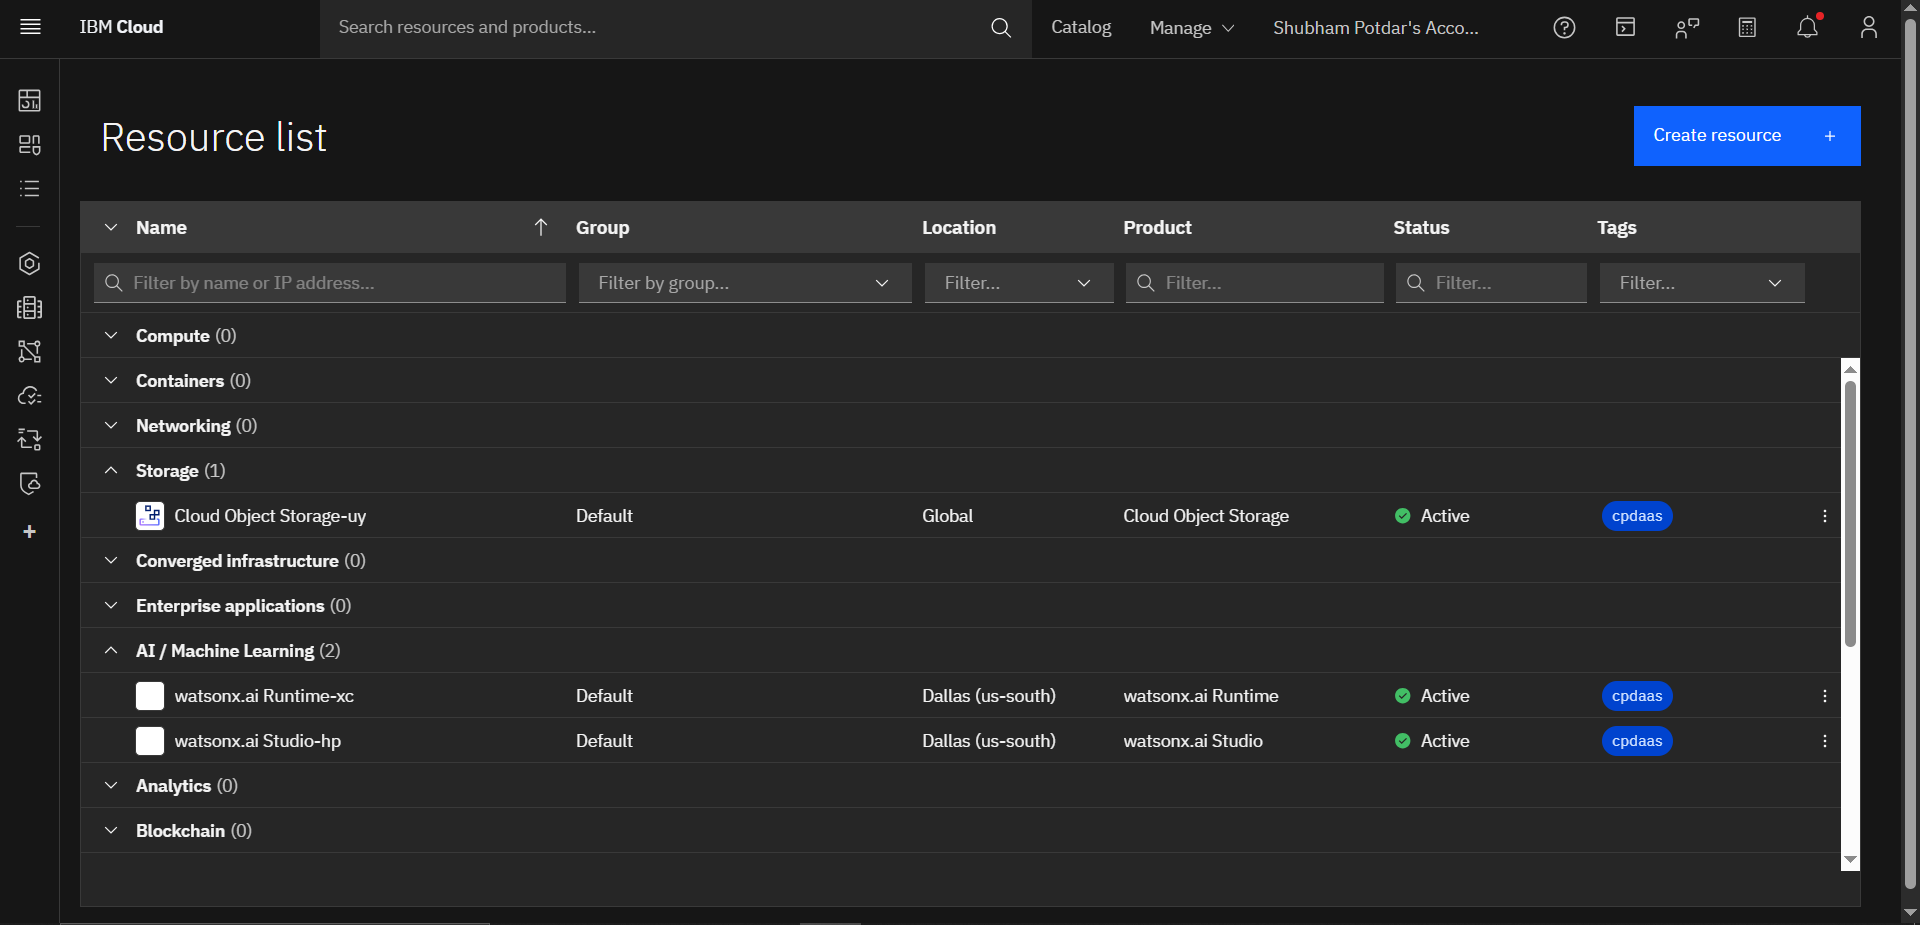 IBM Cloud
Search resources and products...
Catalog
Manage
Shubham Potdar's Acco...
Resource list
Create resource +
Name Group Location Product Status Tags
Filter by name or IP address... Filter by group... Filter... Filter... Filter... Filter...
Compute (0)
Containers (0)
Networking (0)
Storage (1)
Cloud Object Storage-uy Default Global Cloud Object Storage Active cpdaas
Converged infrastructure (0)
Enterprise applications (0)
AI / Machine Learning (2)
watsonx.ai Runtime-xc Default Dallas (us-south) watsonx.ai Runtime Active cpdaas
watsonx.ai Studio-hp Default Dallas (us-south) watsonx.ai Studio Active cpdaas
Analytics (0)
Blockchain (0)